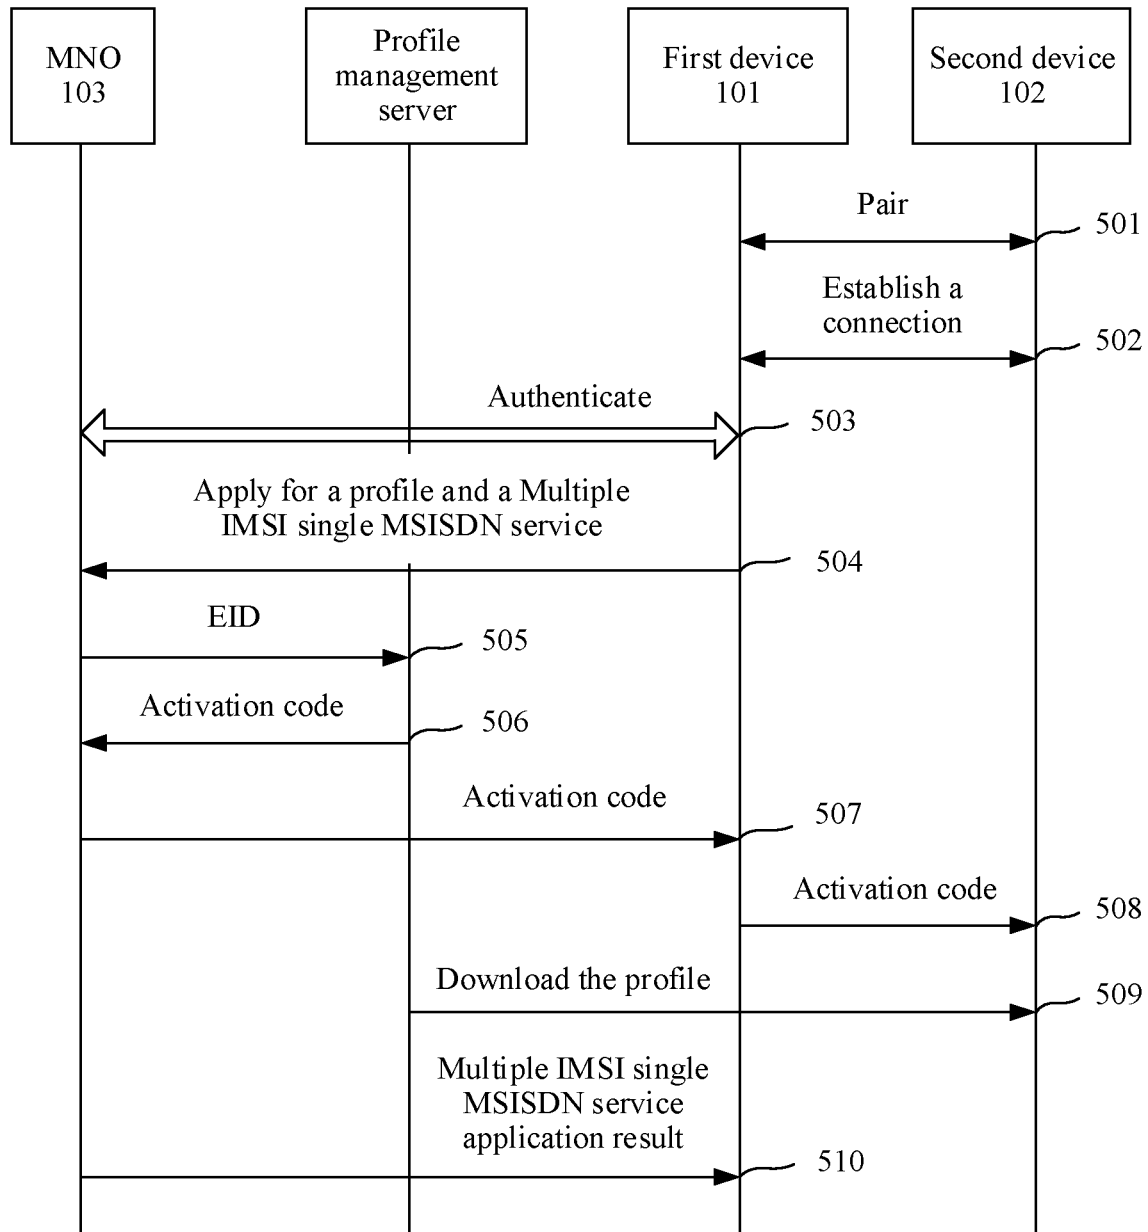 MNO
103
Profile
management
server
First device
101
Second device
102
Pair
501
Establish a
connection
502
Authenticate
503
Apply for a profile and a Multiple
IMSI single MSISDN service
504
EID
505
Activation code
506
Activation code
507
Activation code
508
Download the profile
509
Multiple IMSI single
MSISDN service
application result
510